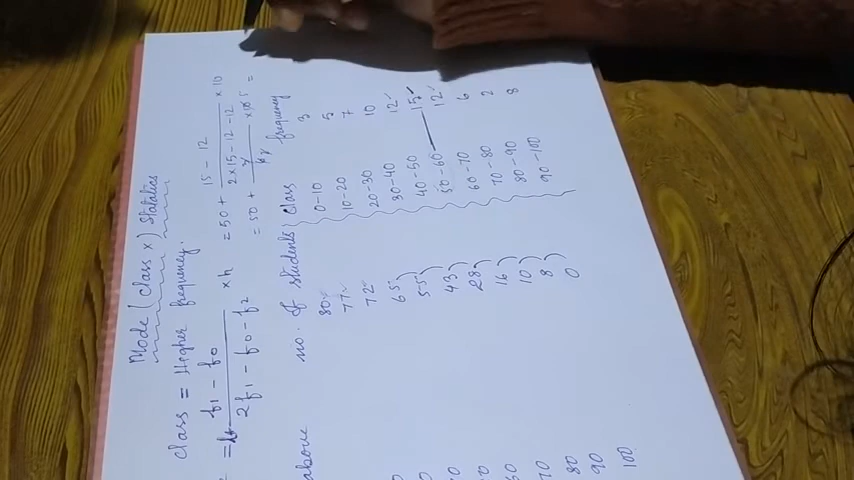 Mode (class x) Statatics
class = Higher frequency.
= l + f1 - f0 / 2f1 - f0 - f2 × h = 50 + 15 - 12 / 2×15 - 12 - 12 × 10
= 50 +
above no. of students class frequency
80 0-10 3
77 10-20 5
72 20-30 7
65 30-40 10
55 40-50 12
43 50-60 15
60 28 60-70 12
70 16 70-80 6
80 10 80-90 2
90 8 90-100 8
100 0